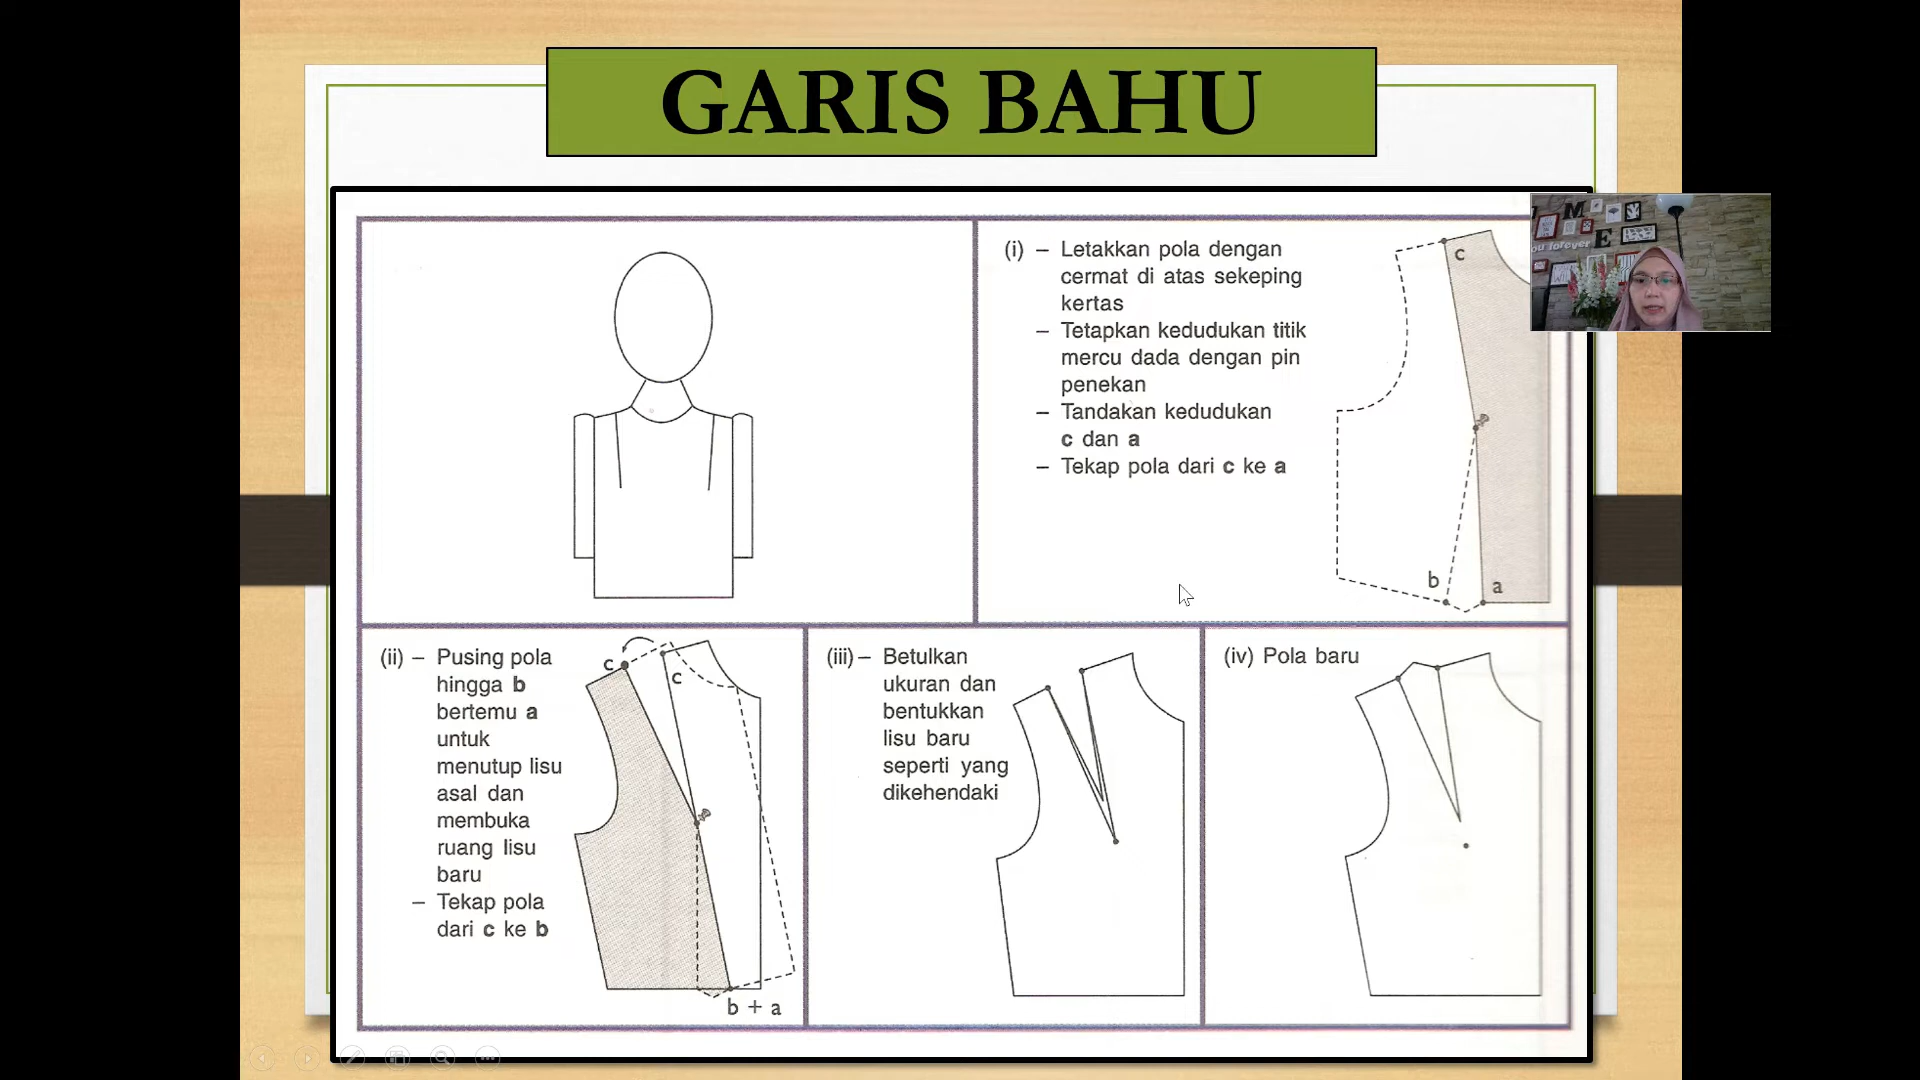 GARIS BAHU
(i) – Letakkan pola dengan
cermat di atas sekeping
kertas
– Tetapkan kedudukan titik
mercu dada dengan pin
penekan
– Tandakan kedudukan
c dan a
– Tekap pola dari c ke a
c
b
a
(ii) – Pusing pola
hingga b
bertemu a
untuk
menutup lisu
asal dan
membuka
ruang lisu
baru
– Tekap pola
dari c ke b
c
c
b + a
(iii) – Betulkan
ukuran dan
bentukkan
lisu baru
seperti yang
dikehendaki
(iv) Pola baru
M
you forever
E